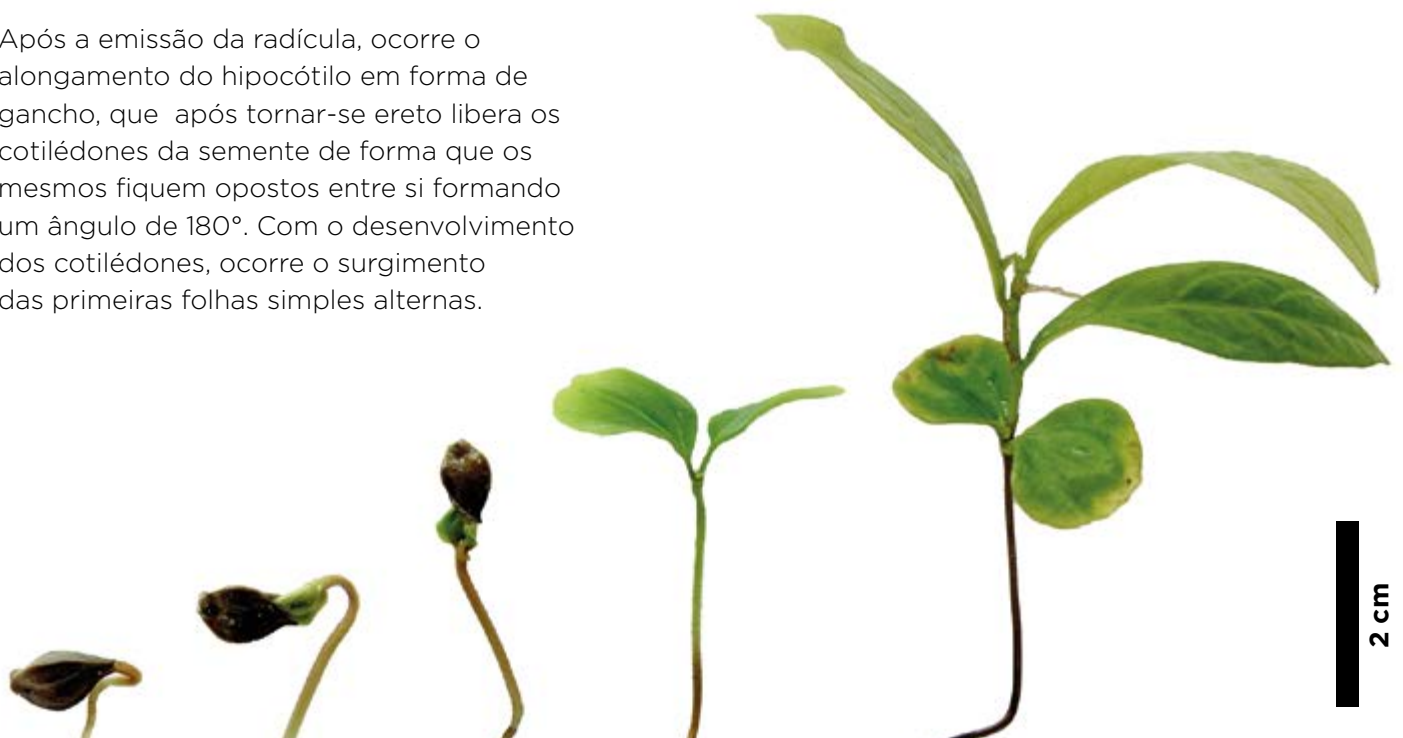 Após a emissão da radícula, ocorre o
alongamento do hipocótilo em forma de
gancho, que  após tornar-se ereto libera os
cotilédones da semente de forma que os
mesmos fiquem opostos entre si formando
um ângulo de 180°. Com o desenvolvimento
dos cotilédones, ocorre o surgimento
das primeiras folhas simples alternas.
2 cm